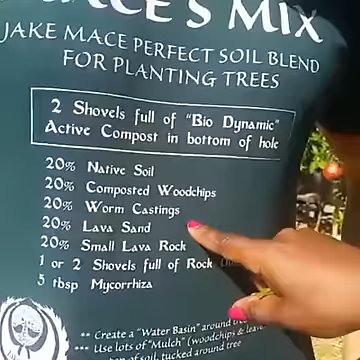 MACE'S MIX
JAKE MACE PERFECT SOIL BLEND
FOR PLANTING TREES
2 Shovels full of "Bio Dynamic"
Active Compost in bottom of hole
20% Native Soil
20% Composted Woodchips
20% Worm Castings
20% Lava Sand
20% Small Lava Rock
1 or 2 Shovels full of Rock
5 tbsp Mycorrhiza
** Create a "Water Basin" around
*** Use lots of "Mulch" (woodchips &
of soil, tucked around tree